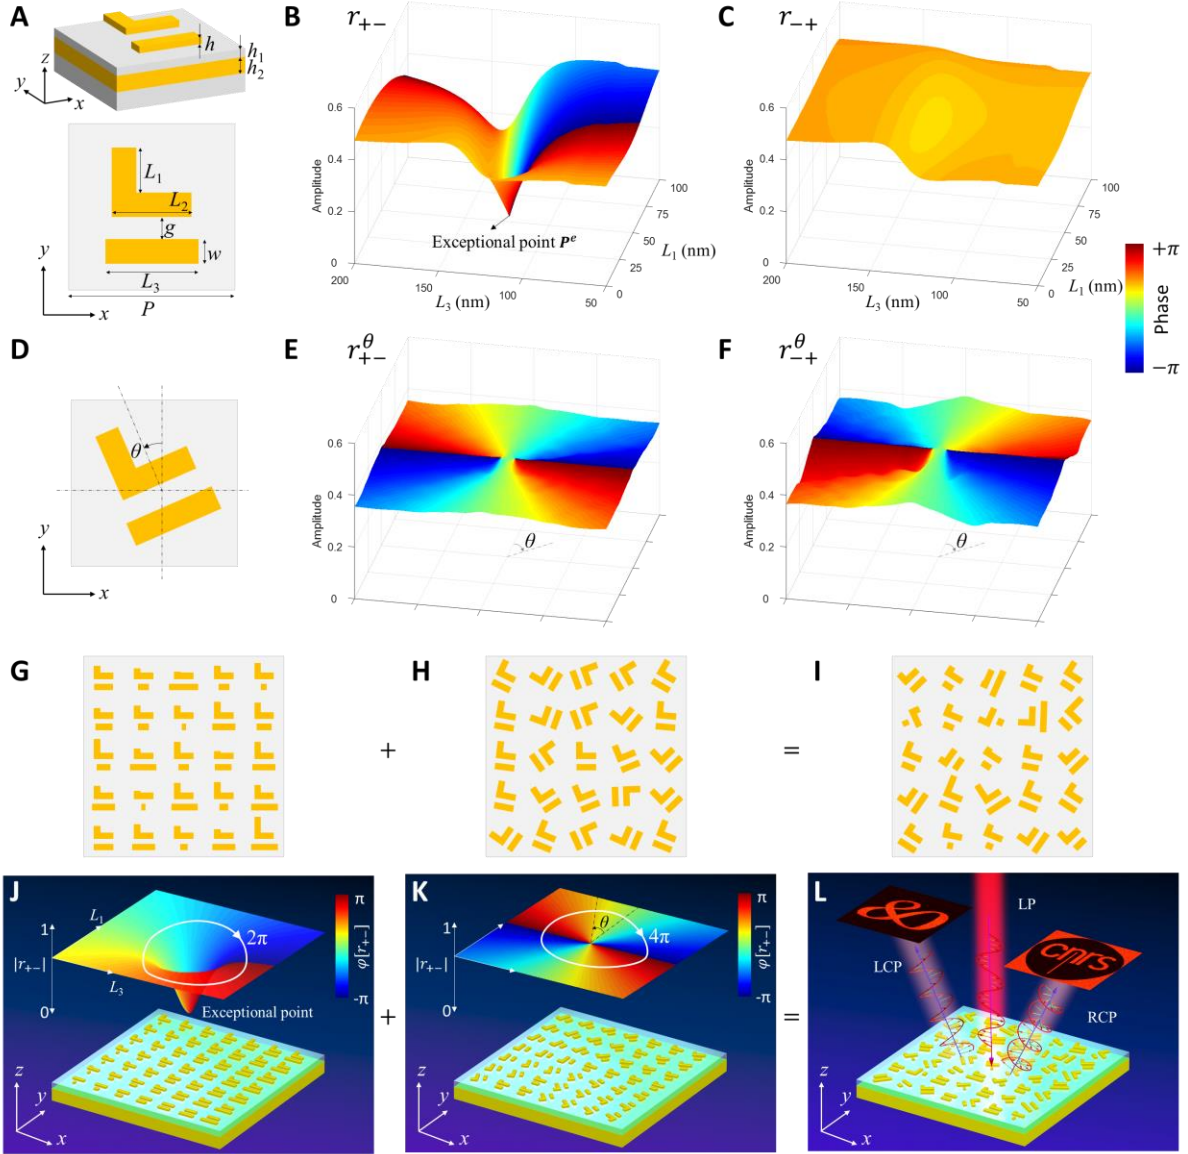 A
z
y
x
h
h₁
h₂
L₁
L₂
g
w
L₃
P
y
x
B
r₊₋
0.6
0.4
0.2
0
Amplitude
Exceptional point Pᵉ
200
150
100
50
L₃ (nm)
0
25
50
75
100
L₁ (nm)
C
r₋₊
0.6
0.4
0.2
0
Amplitude
200
150
100
50
L₃ (nm)
0
25
50
75
100
L₁ (nm)
+π
Phase
−π
D
θ
y
x
E
r₊₋^θ
0.6
0.4
0.2
0
Amplitude
θ
F
r₋₊^θ
0.6
0.4
0.2
0
Amplitude
θ
G
+
H
=
I
J
L₁
1
|r₊₋|
0
L₃
2π
Exceptional point
π
φ[r₊₋]
-π
z
y
x
+
K
1
|r₊₋|
0
θ
4π
π
φ[r₊₋]
-π
z
y
x
=
L
80
LP
cnrs
LCP
RCP
z
y
x